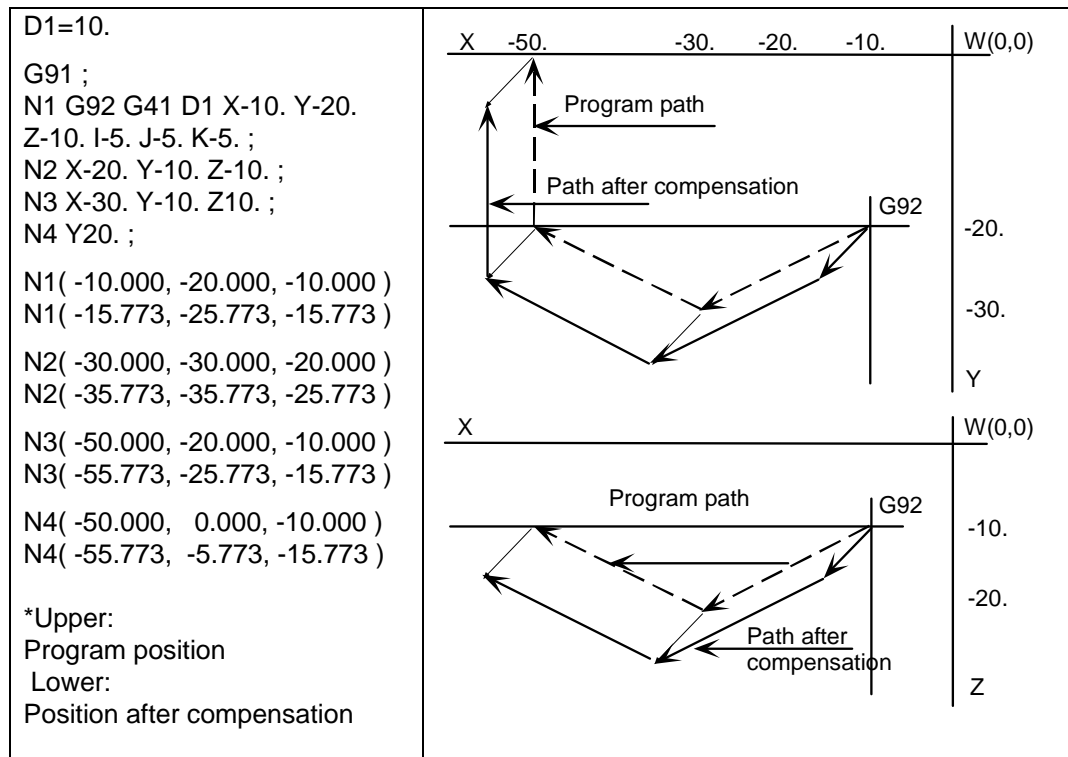 D1=10.
G91 ;
N1 G92 G41 D1 X-10. Y-20.
Z-10. I-5. J-5. K-5. ;
N2 X-20. Y-10. Z-10. ;
N3 X-30. Y-10. Z10. ;
N4 Y20. ;
N1( -10.000, -20.000, -10.000 )
N1( -15.773, -25.773, -15.773 )
N2( -30.000, -30.000, -20.000 )
N2( -35.773, -35.773, -25.773 )
N3( -50.000, -20.000, -10.000 )
N3( -55.773, -25.773, -15.773 )
N4( -50.000, 0.000, -10.000 )
N4( -55.773, -5.773, -15.773 )
*Upper:
Program position
Lower:
Position after compensation
X -50. -30. -20. -10. W(0,0)
Program path
Path after compensation
G92
-20.
-30.
Y
X W(0,0)
Program path
G92
-10.
-20.
Path after
compensation
Z